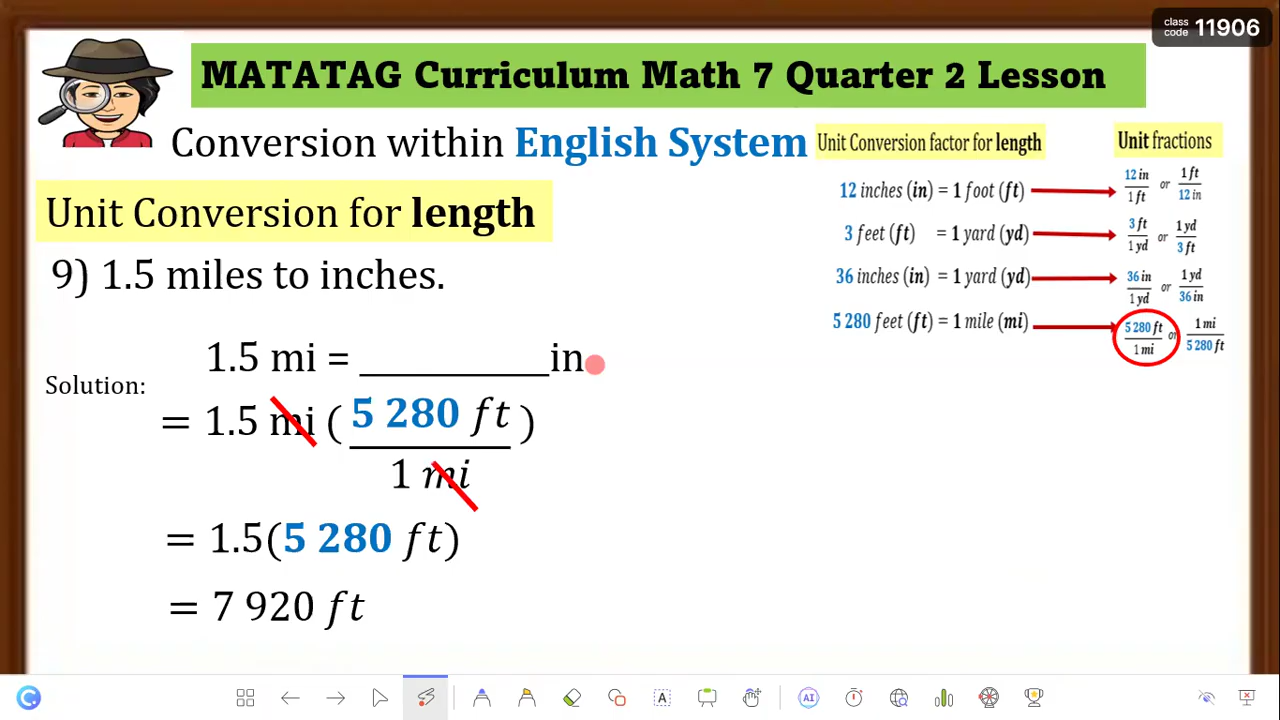 class code 11906
MATATAG Curriculum Math 7 Quarter 2 Lesson
Conversion within English System
Unit Conversion for length
9) 1.5 miles to inches.
1.5 mi = __________in
Solution:
= 1.5 mi ( 5 280 ft / 1 mi )
= 1.5(5 280 ft)
= 7 920 ft
Unit Conversion factor for length
Unit fractions
12 inches (in) = 1 foot (ft) 12 in / 1 ft or 1 ft / 12 in
3 feet (ft) = 1 yard (yd) 3 ft / 1 yd or 1 yd / 3 ft
36 inches (in) = 1 yard (yd) 36 in / 1 yd or 1 yd / 36 in
5 280 feet (ft) = 1 mile (mi) 5 280 ft / 1 mi or 1 mi / 5 280 ft
A
AI